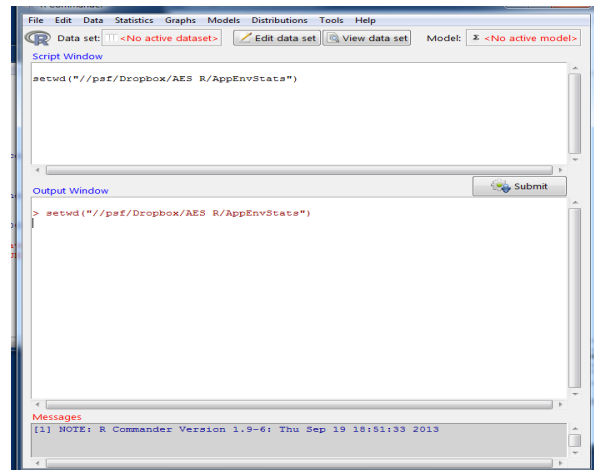 File Edit Data Statistics Graphs Models Distributions Tools Help
R Data set: <No active dataset> Edit data set View data set Model: Σ <No active model>
Script Window
setwd("//psf/Dropbox/AES R/AppEnvStats")
Submit
Output Window
> setwd("//psf/Dropbox/AES R/AppEnvStats")
Messages
[1] NOTE: R Commander Version 1.9-6: Thu Sep 19 18:51:33 2013